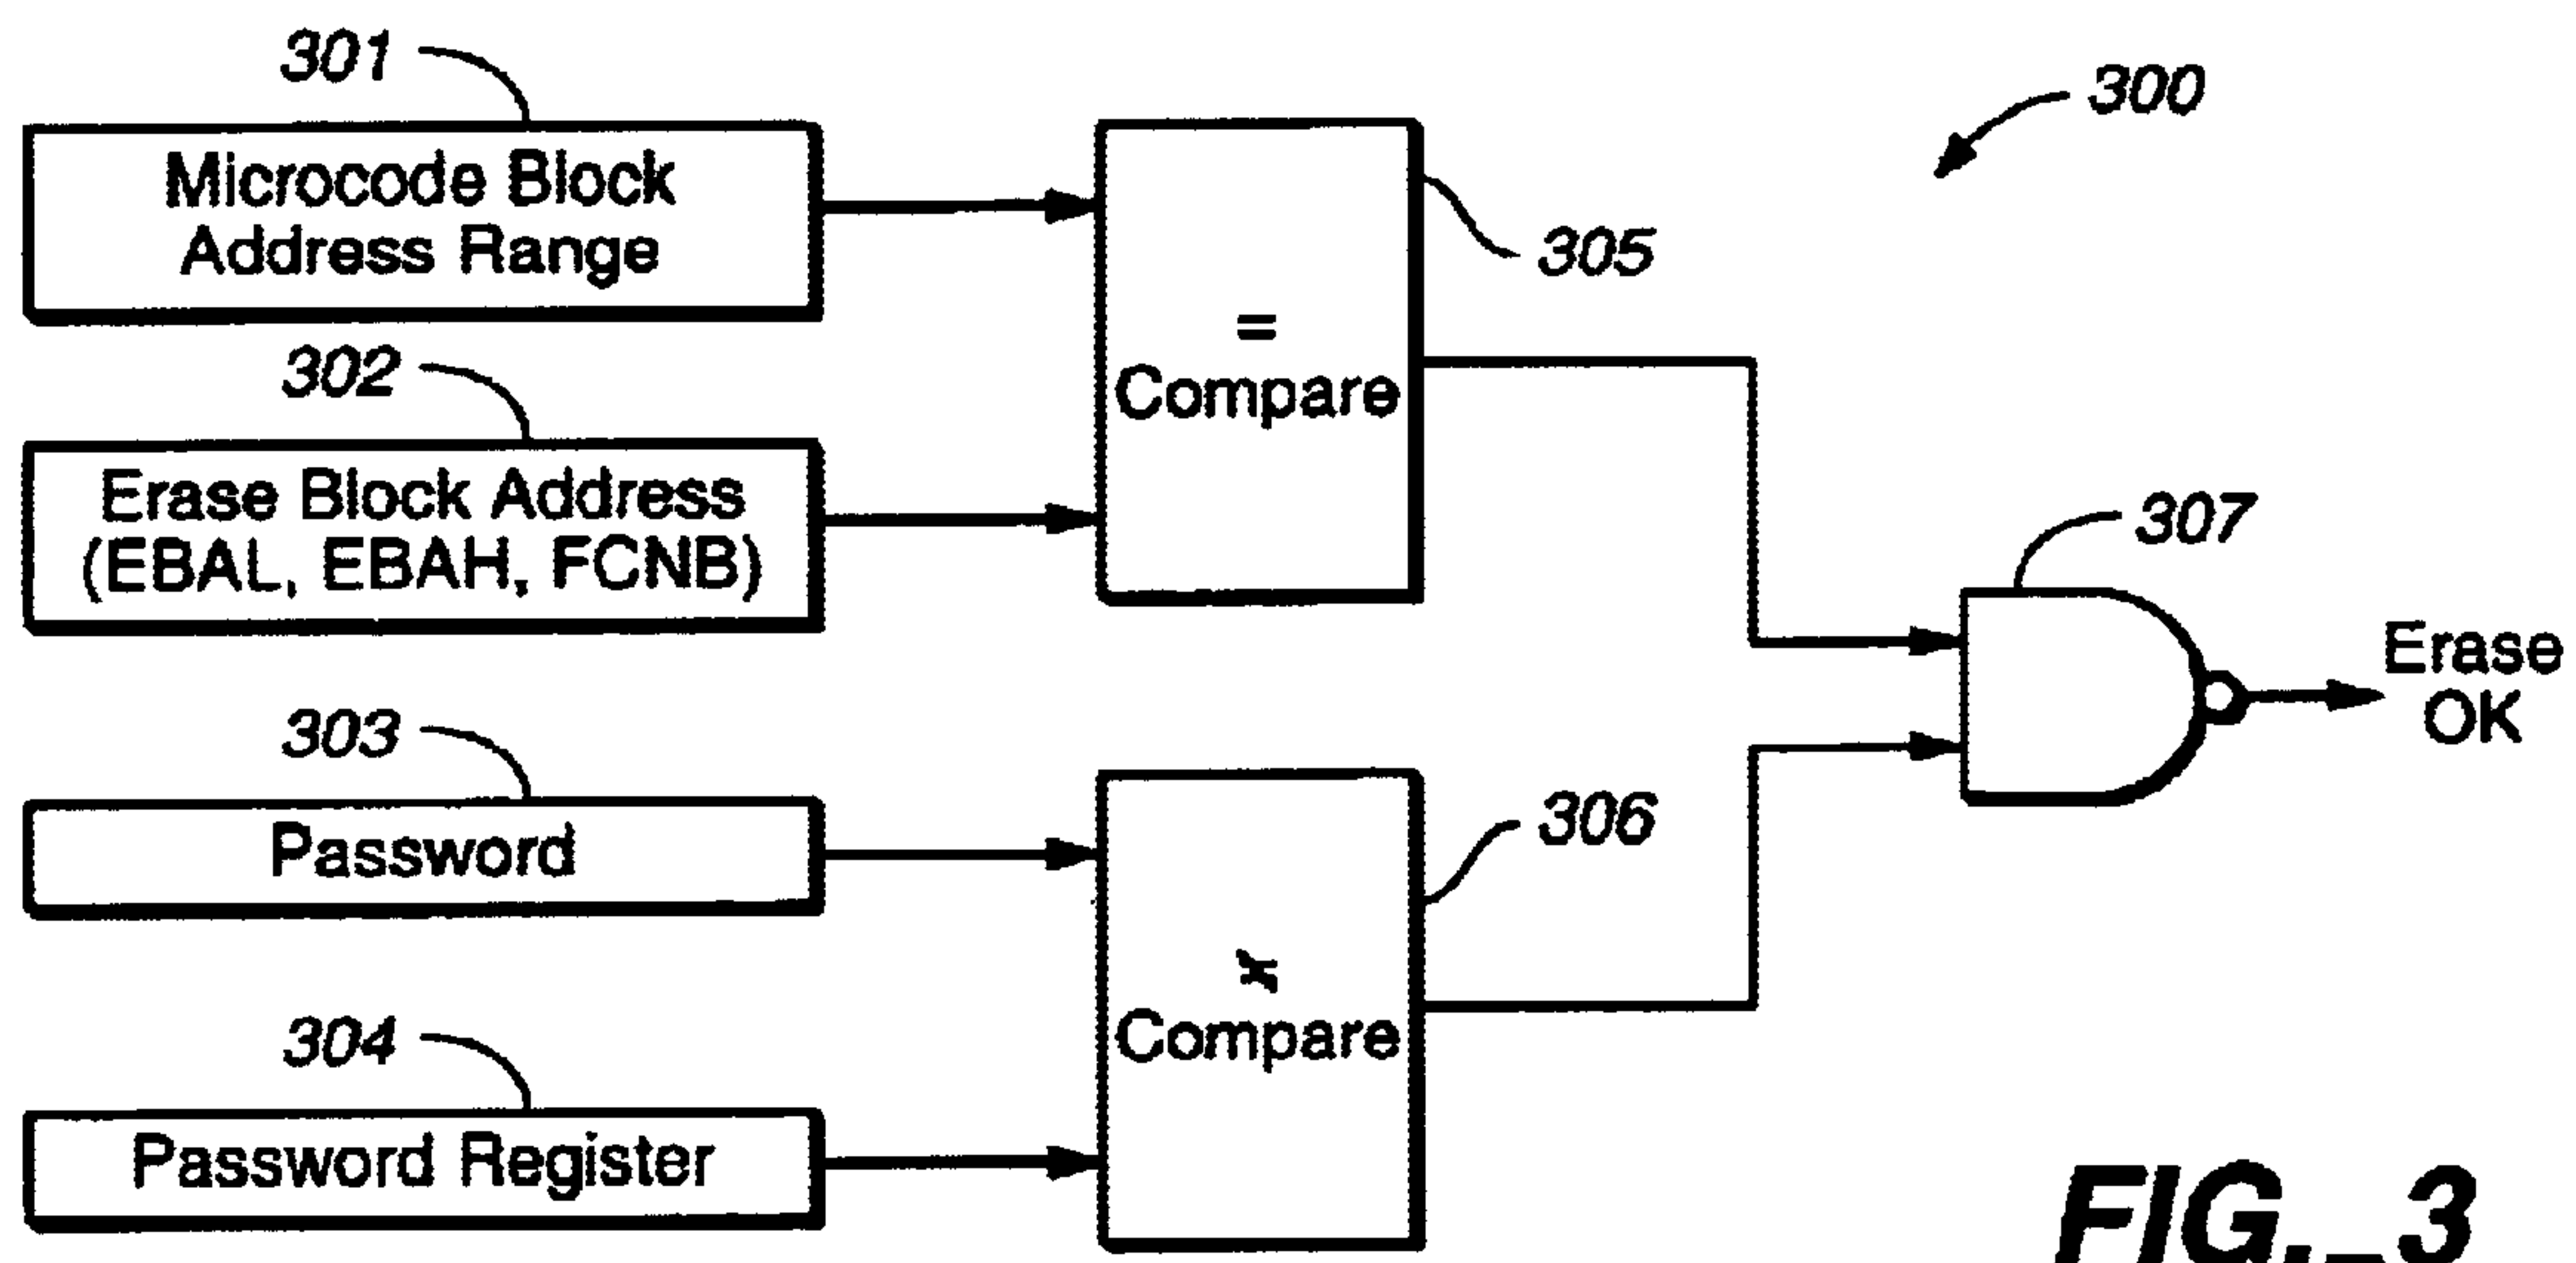 301
Microcode Block
Address Range
302
Erase Block Address
(EBAL, EBAH, FCNB)
303
Password
304
Password Register
=
Compare
305
≠
Compare
306
300
307
Erase
OK
FIG._3